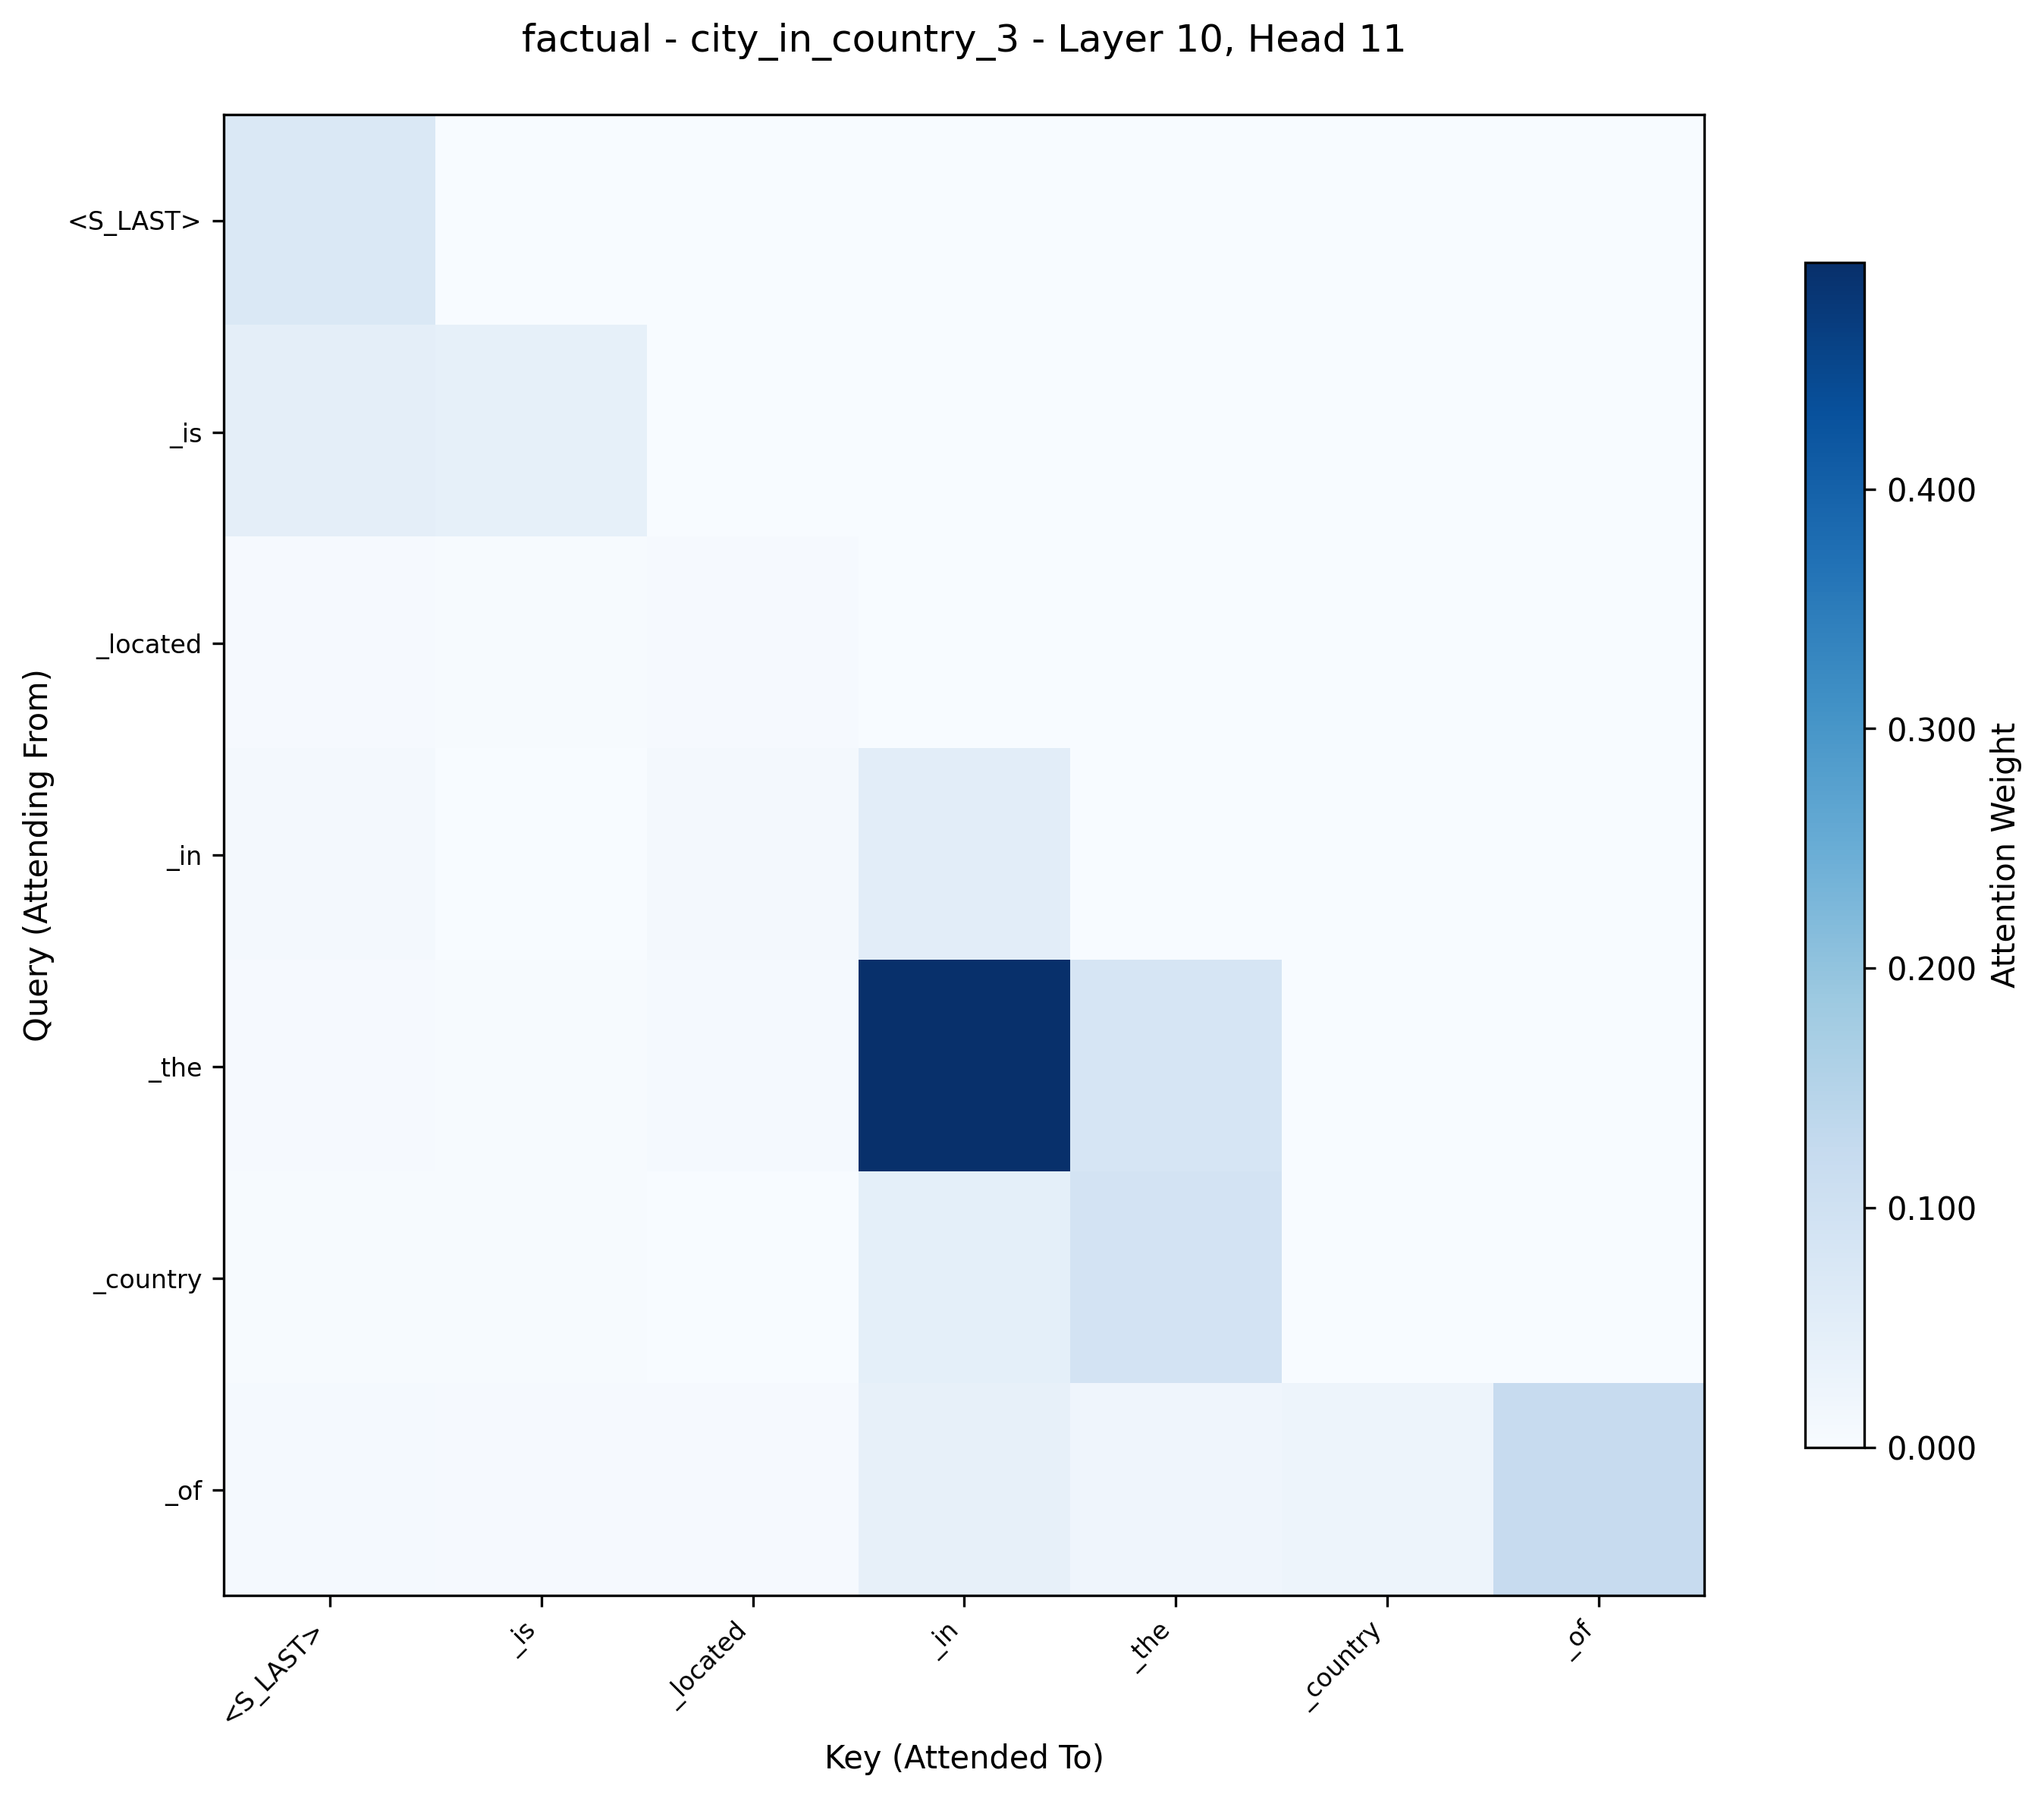 factual - city_in_country_3 - Layer 10, Head 11
Query (Attending From)
<S_LAST>
_is
_located
_in
_the
_country
_of
<S_LAST>
_is
_located
_in
_the
_country
_of
Key (Attended To)
0.400
0.300
0.200
0.100
0.000
Attention Weight